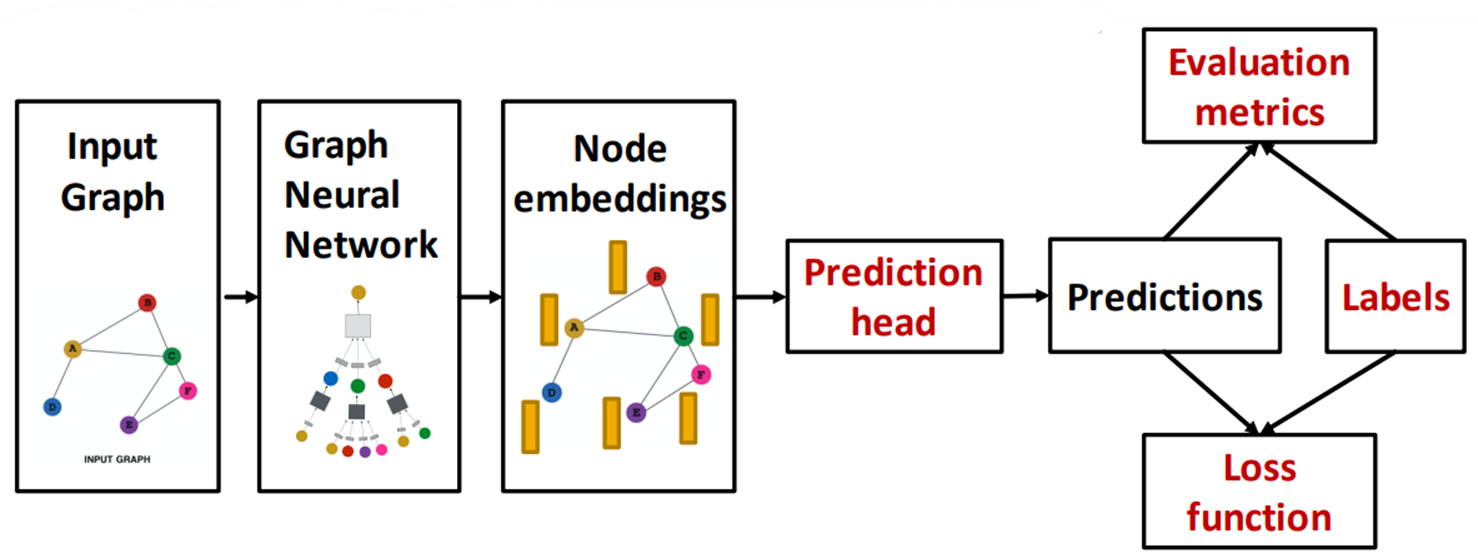 Input
Graph
B
A
C
F
D
E
INPUT GRAPH
Graph
Neural
Network
Node
embeddings
B
A
C
F
D
E
Prediction
head
Predictions
Labels
Evaluation
metrics
Loss
function